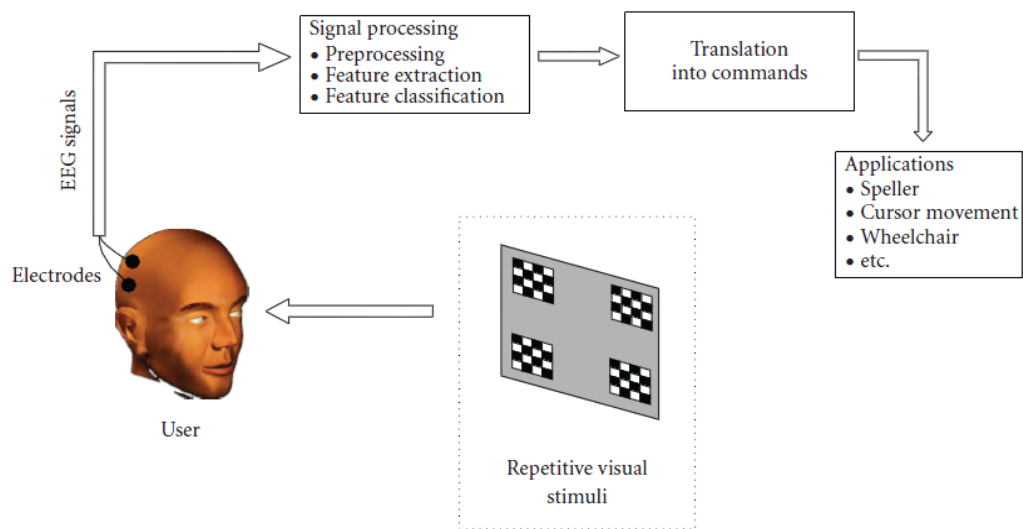 Signal processing
• Preprocessing
• Feature extraction
• Feature classification
Translation
into commands
EEG signals
Applications
• Speller
• Cursor movement
• Wheelchair
• etc.
Electrodes
User
Repetitive visual
stimuli